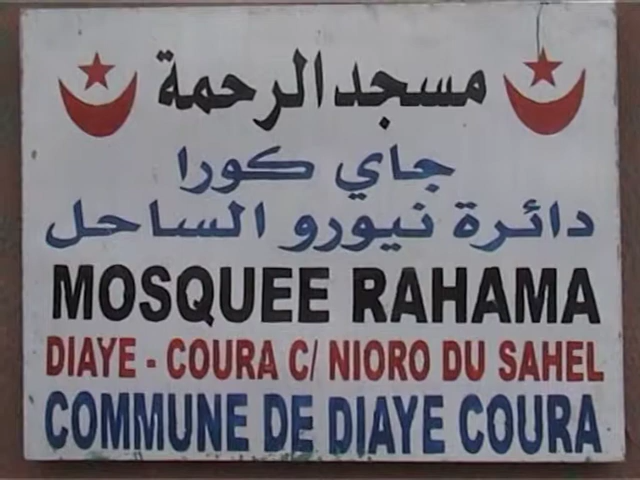 مسجد الرحمة
جاي كورا
دائرة نيورو الساحل
MOSQUEE RAHAMA
DIAYE - COURA C/ NIORO DU SAHEL
COMMUNE DE DIAYE COURA